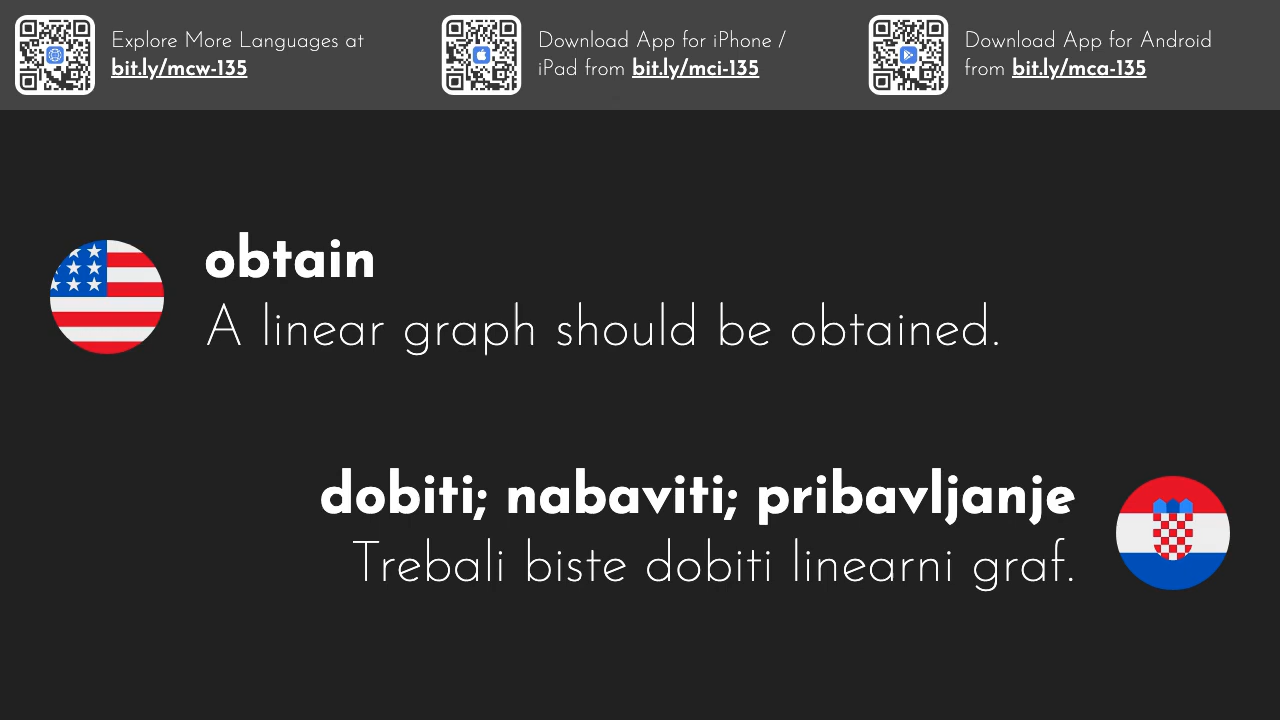 Explore More Languages at
bit.ly/mcw-135
Download App for iPhone /
iPad from bit.ly/mci-135
Download App for Android
from bit.ly/mca-135
obtain
A linear graph should be obtained.
dobiti; nabaviti; pribavljanje
Trebali biste dobiti linearni graf.